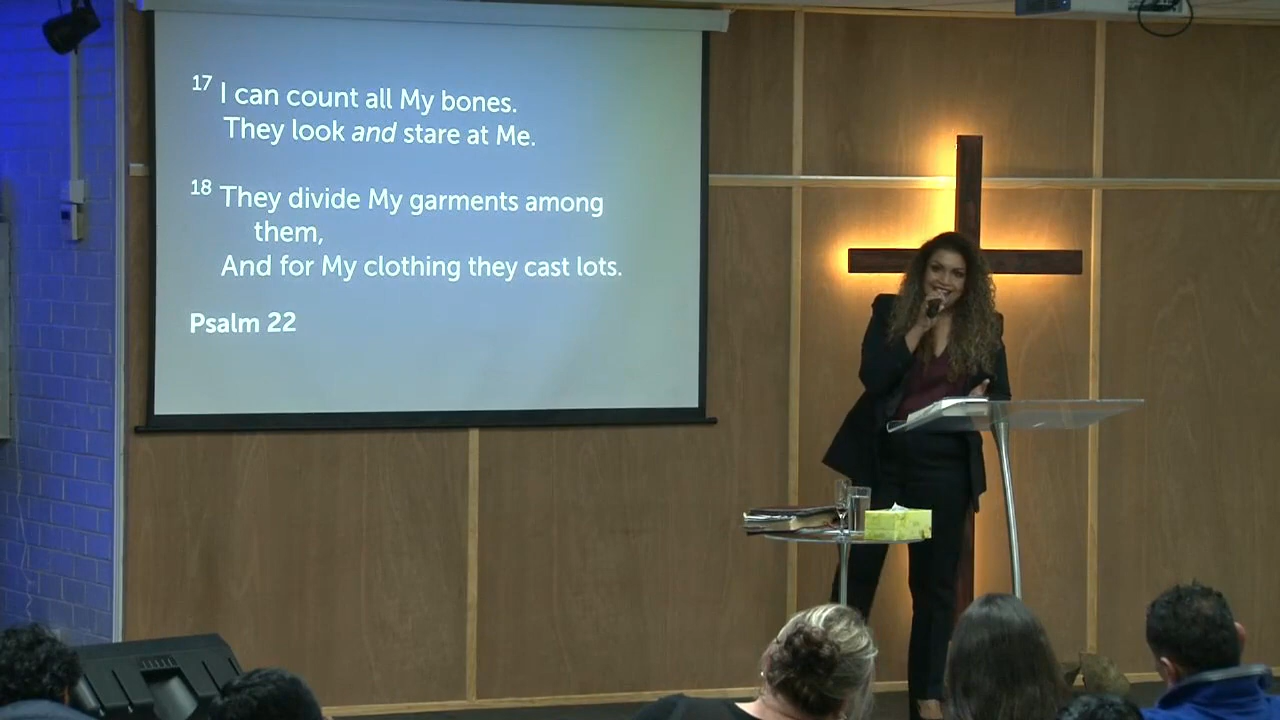 17 I can count all My bones.
They look and stare at Me.
18 They divide My garments among
them,
And for My clothing they cast lots.
Psalm 22